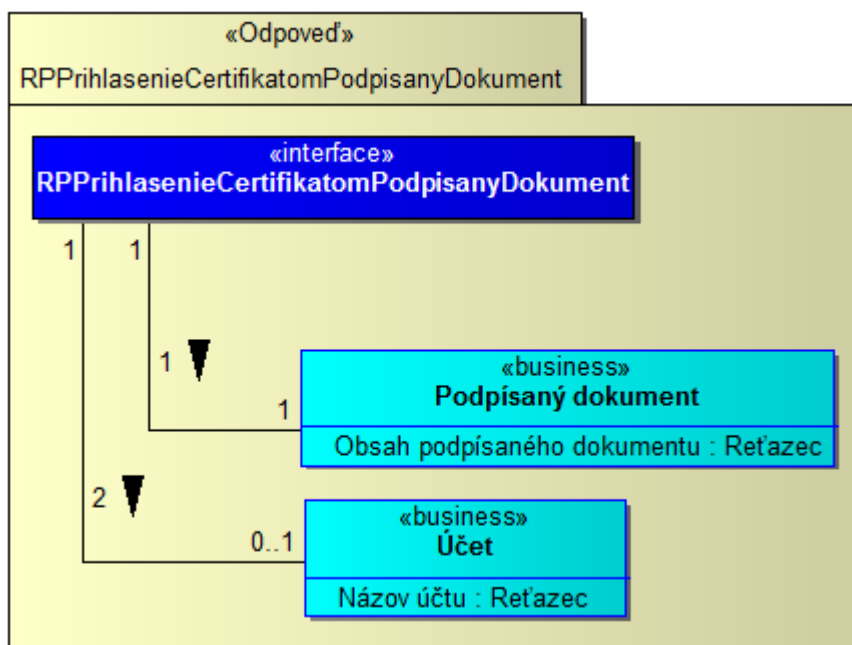 «Odpoveď»
RPPrihlasenieCertifikatomPodpisanyDokument
«interface»
RPPrihlasenieCertifikatomPodpisanyDokument
1
1
1
«business»
Podpísaný dokument
1
Obsah podpísaného dokumentu : Reťazec
2
«business»
0..1
Účet
Názov účtu : Reťazec